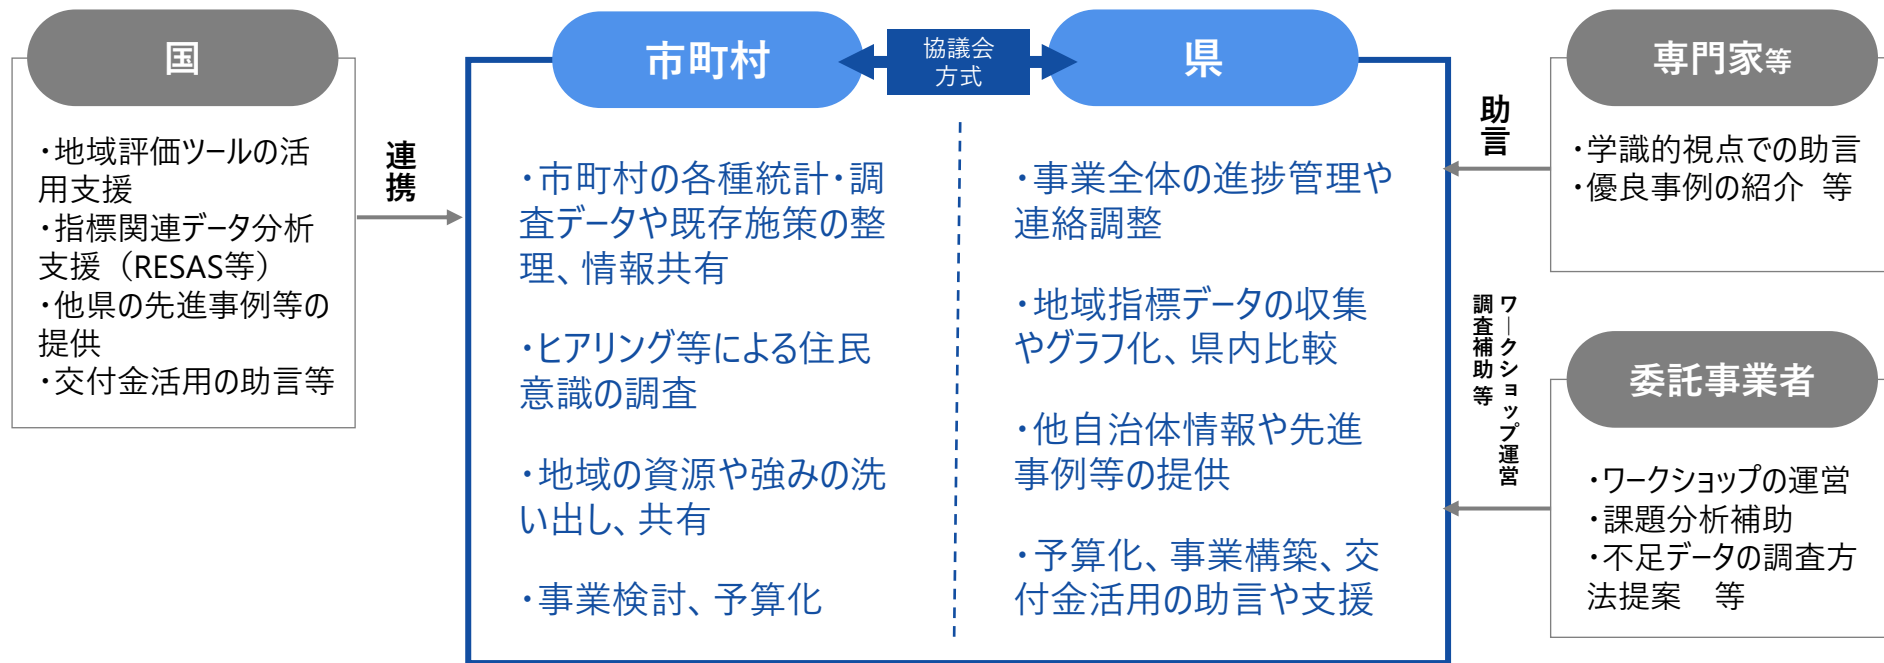 国
・地域評価ツールの活
用支援
・指標関連データ分析
支援（RESAS等）
・他県の先進事例等の
提供
・交付金活用の助言等
連携
市町村
協議会
方式
県
・市町村の各種統計・調
査データや既存施策の整
理、情報共有
・ヒアリング等による住民
意識の調査
・地域の資源や強みの洗
い出し、共有
・事業検討、予算化
・事業全体の進捗管理や
連絡調整
・地域指標データの収集
やグラフ化、県内比較
・他自治体情報や先進
事例等の提供
・予算化、事業構築、交
付金活用の助言や支援
助言
専門家等
・学識的視点での助言
・優良事例の紹介　等
ワークショップ運営
調査補助等
委託事業者
・ワークショップの運営
・課題分析補助
・不足データの調査方
法提案　等